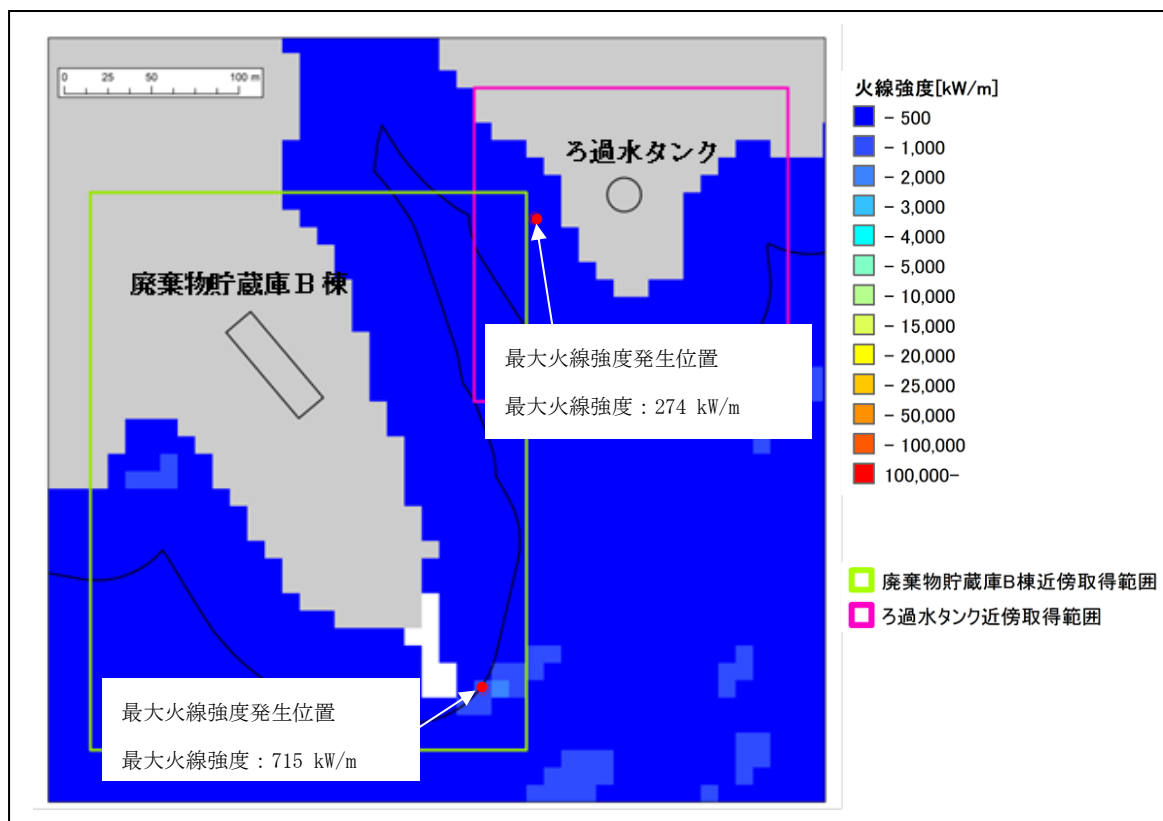 0 25 50 100 m
ろ過水タンク
廃棄物貯蔵庫B棟
最大火線強度発生位置
最大火線強度：274 kW/m
最大火線強度発生位置
最大火線強度：715 kW/m
火線強度[kW/m]
- 500
- 1,000
- 2,000
- 3,000
- 4,000
- 5,000
- 10,000
- 15,000
- 20,000
- 25,000
- 50,000
- 100,000
100,000-
廃棄物貯蔵庫B棟近傍取得範囲
ろ過水タンク近傍取得範囲